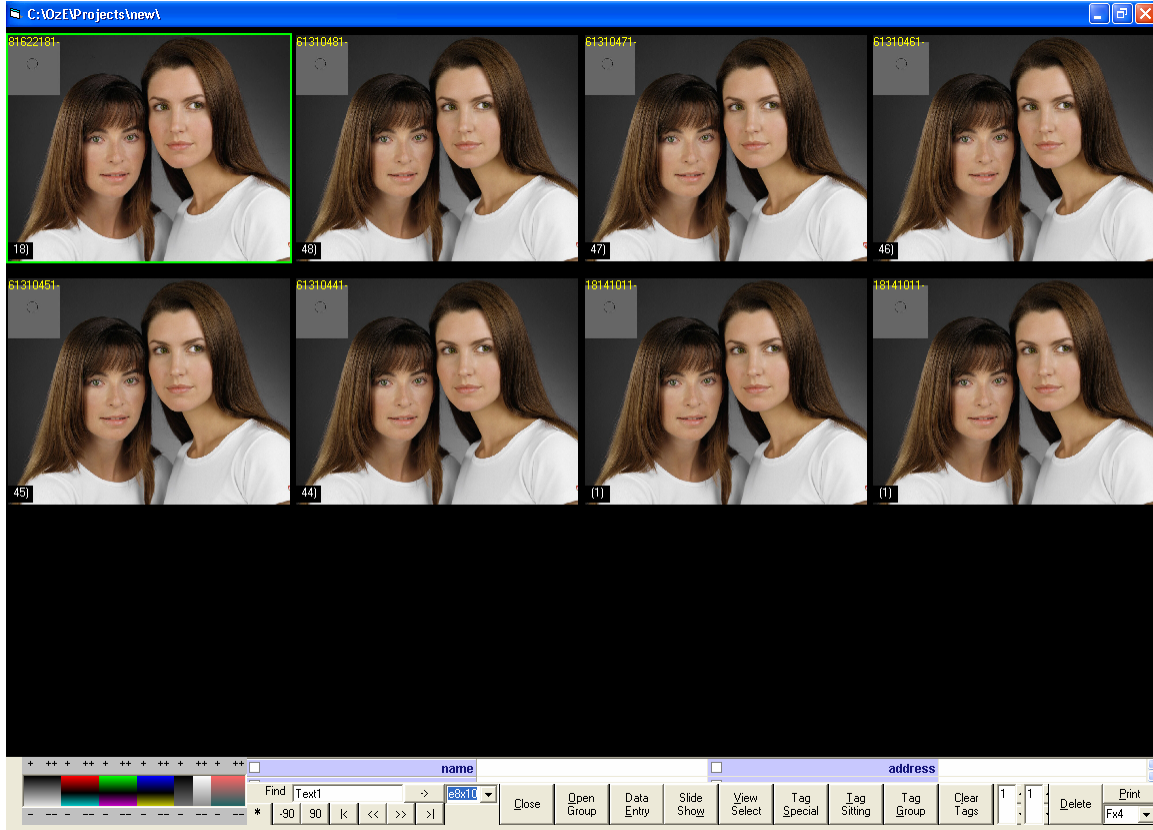 C:\OzE\Projects\new\
81622181-
61310481-
61310471-
61310461-
18)
48)
47)
46)
61310451-
61310441-
18141011-
18141011-
45)
44)
(1)
(1)
+ ++ + ++ + ++ + ++ + ++ + ++
name
address
- -- - -- - -- - -- - -- - --
Find Text1 -> e8x10
* -90 90 |< << >> >|
Close
Open Group
Data Entry
Slide Show
View Select
Tag Special
Tag Sitting
Tag Group
Clear Tags
1
1
Delete
Print
Fx4